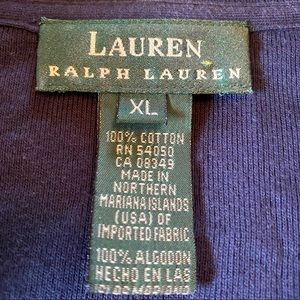 LAUREN
RALPH LAUREN
XL
100% COTTON
RN 54050
CA 08349
MADE IN
NORTHERN
MARIANA ISLANDS
(USA) OF
IMPORTED FABRIC
100% ALGODON
HECHO EN LAS